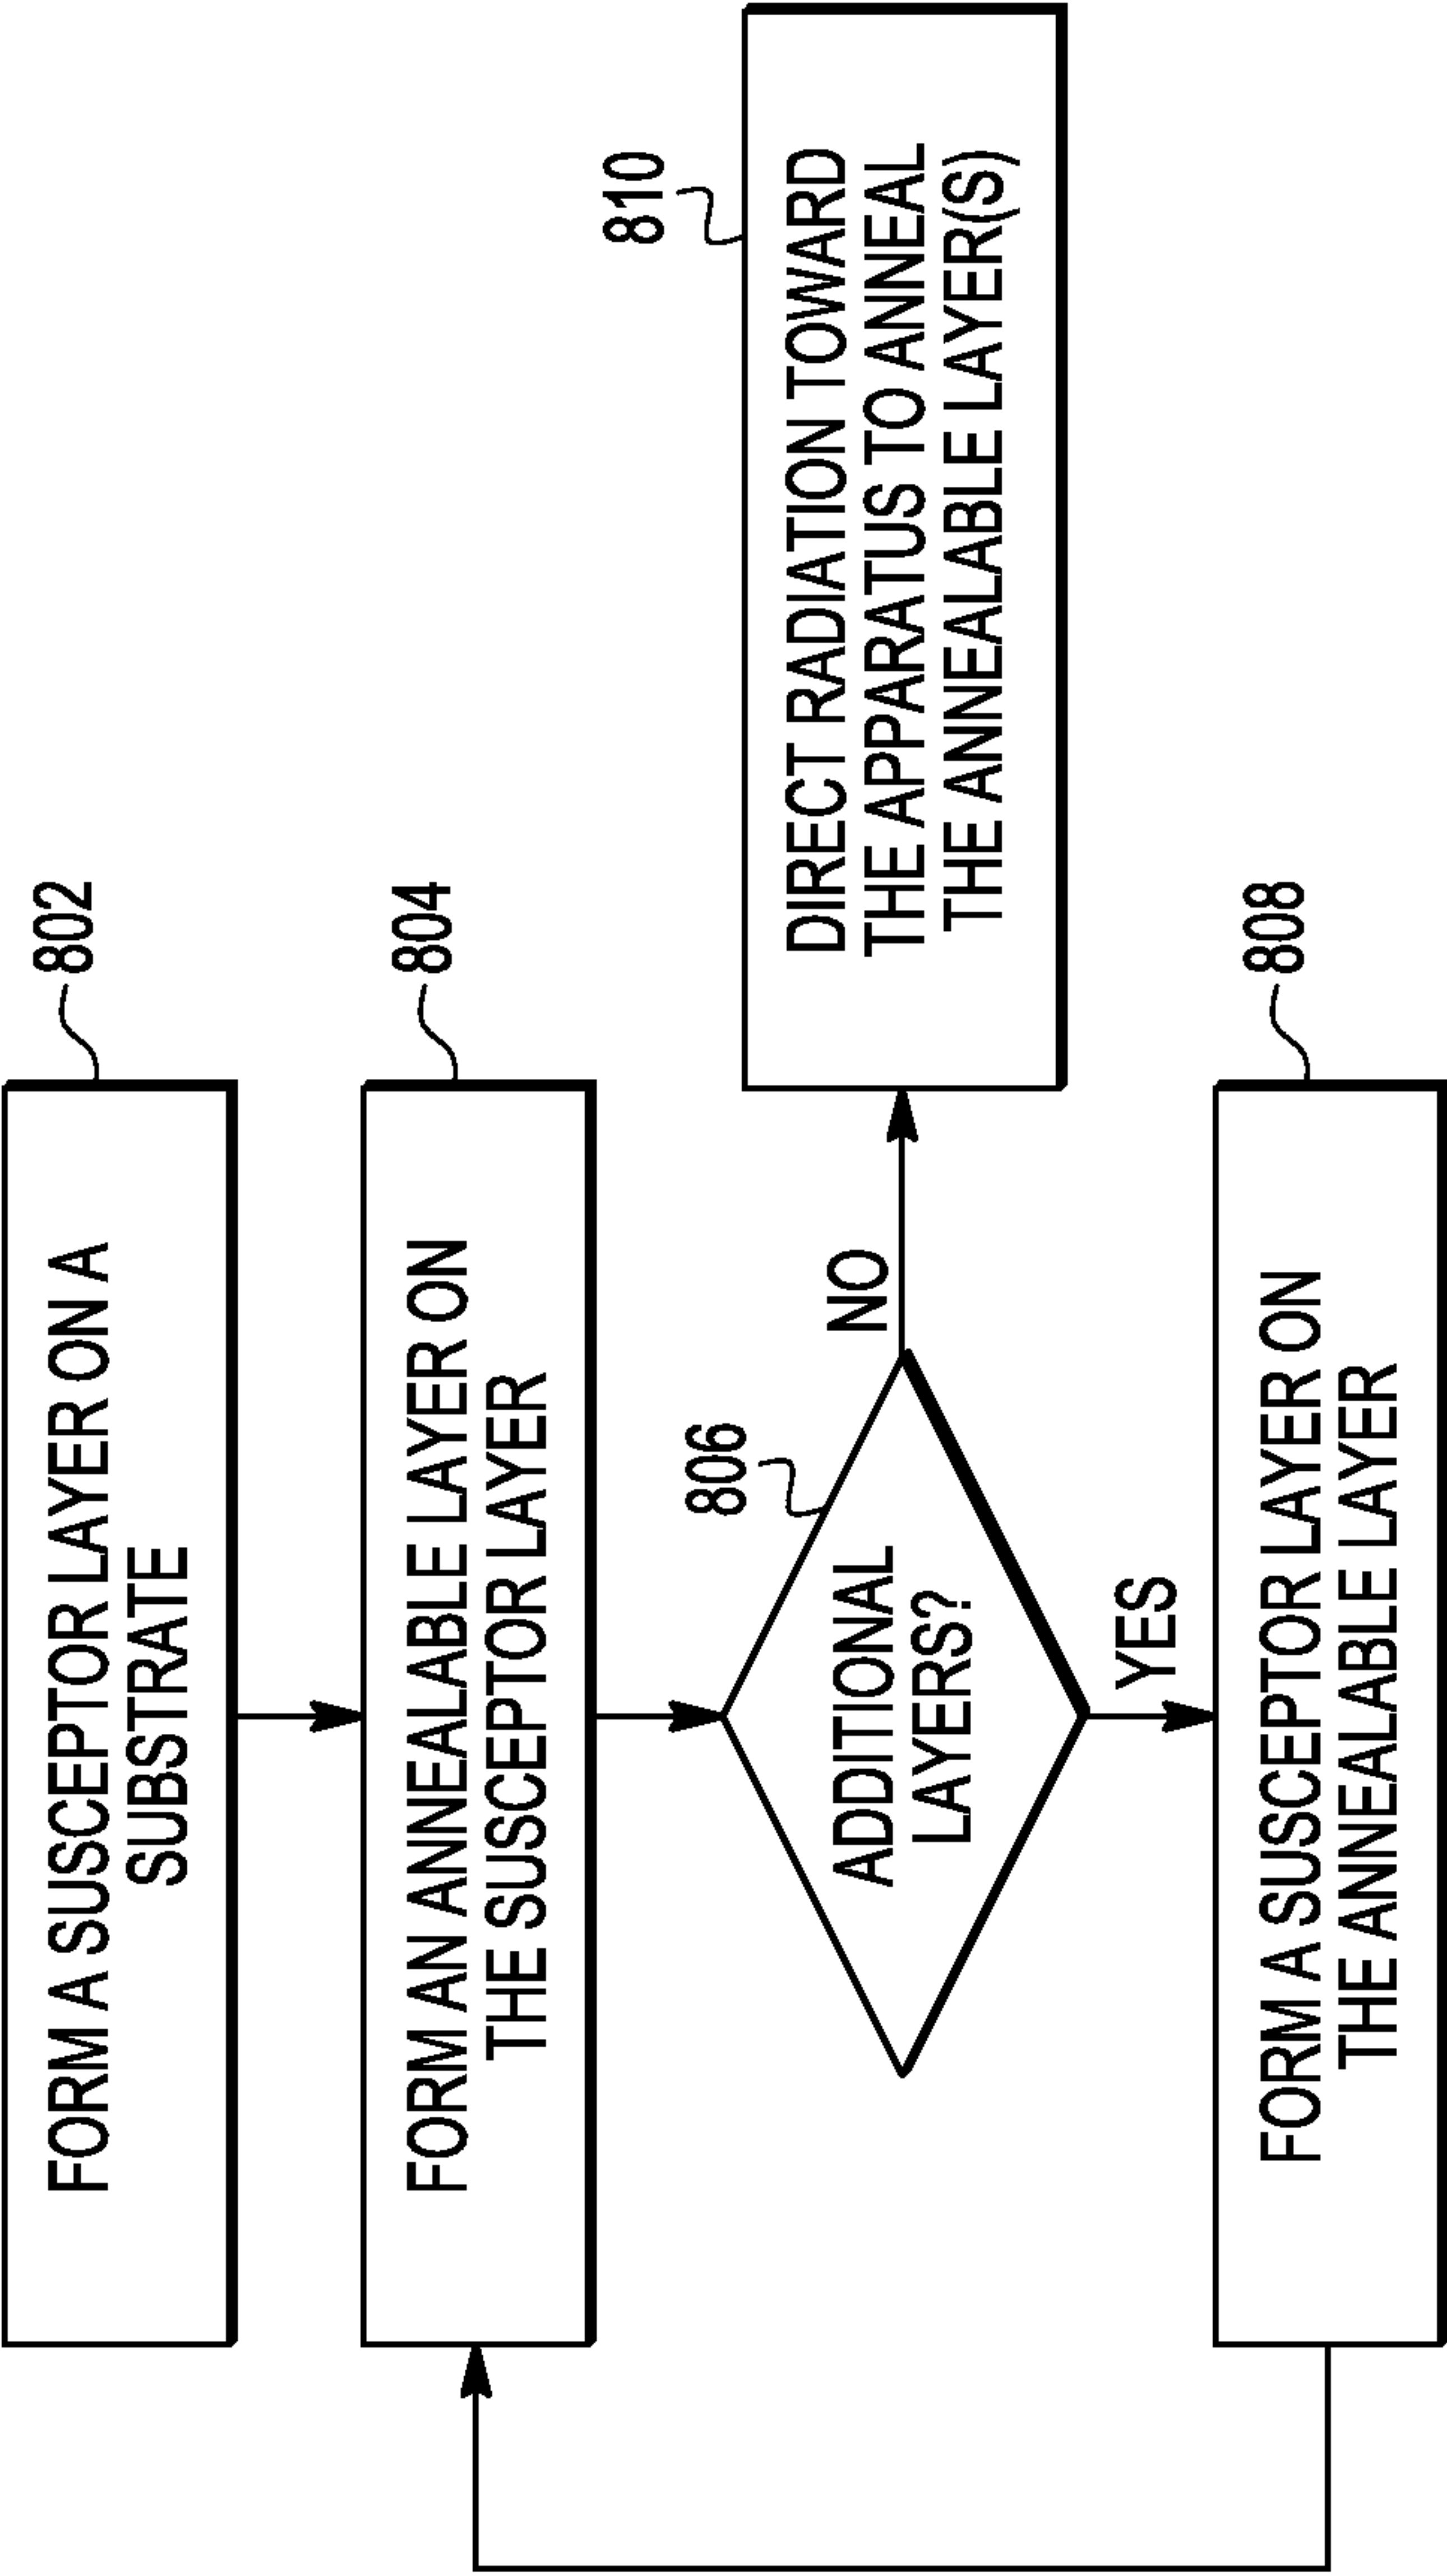 FORM A SUSCEPTOR LAYER ON A
SUBSTRATE
802
FORM AN ANNEALABLE LAYER ON
THE SUSCEPTOR LAYER
804
ADDITIONAL
LAYERS?
806
NO
DIRECT RADIATION TOWARD
THE APPARATUS TO ANNEAL
THE ANNEALABLE LAYER(S)
810
YES
FORM A SUSCEPTOR LAYER ON
THE ANNEALABLE LAYER
808